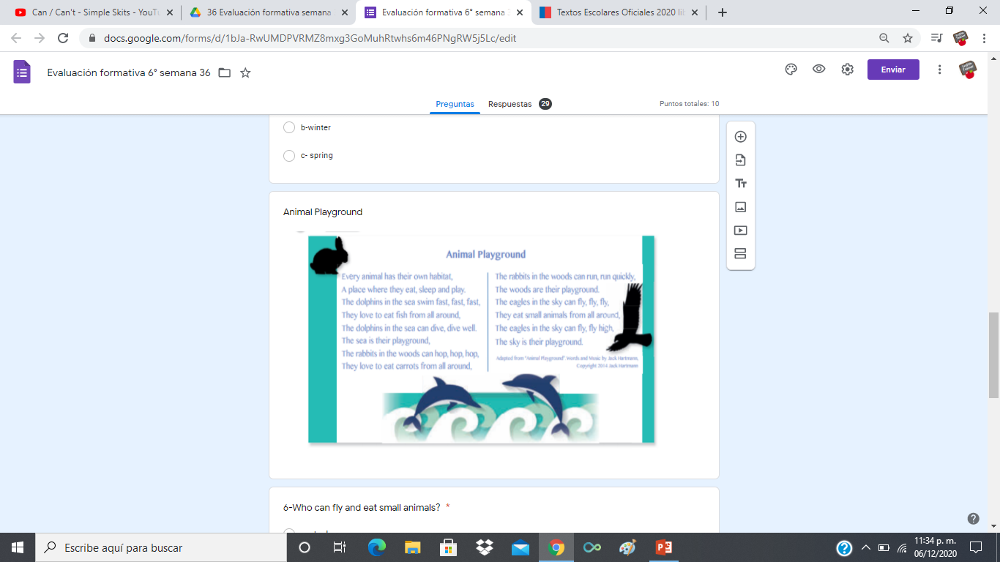 Can / Can't - Simple Skits - YouTu
36 Evaluación formativa semana
Evaluación formativa 6° semana
Textos Escolares Oficiales 2020 li
docs.google.com/forms/d/1bJa-RwUMDPVRMZ8mxg3GoMuhRtwhs6m46PNgRW5j5Lc/edit
Evaluación formativa 6° semana 36
Enviar
Preguntas
Respuestas 29
Puntos totales: 10
b-winter
c- spring
Animal Playground
Animal Playground
Every animal has their own habitat,
A place where they eat, sleep and play.
The dolphins in the sea swim fast, fast, fast,
They love to eat fish from all around,
The dolphins in the sea can dive, dive well.
The sea is their playground,
The rabbits in the woods can hop, hop, hop,
They love to eat carrots from all around,
The rabbits in the woods can run, run quickly,
The woods are their playground.
The eagles in the sky can fly, fly, fly,
They eat small animals from all around,
The eagles in the sky can fly, fly high,
The sky is their playground.
Adapted from "Animal Playground". Words and Music by Jack Hartmann,
Copyright 2014 Jack Hartmann
6-Who can fly and eat small animals? *
Escribe aquí para buscar
11:34 p. m.
06/12/2020